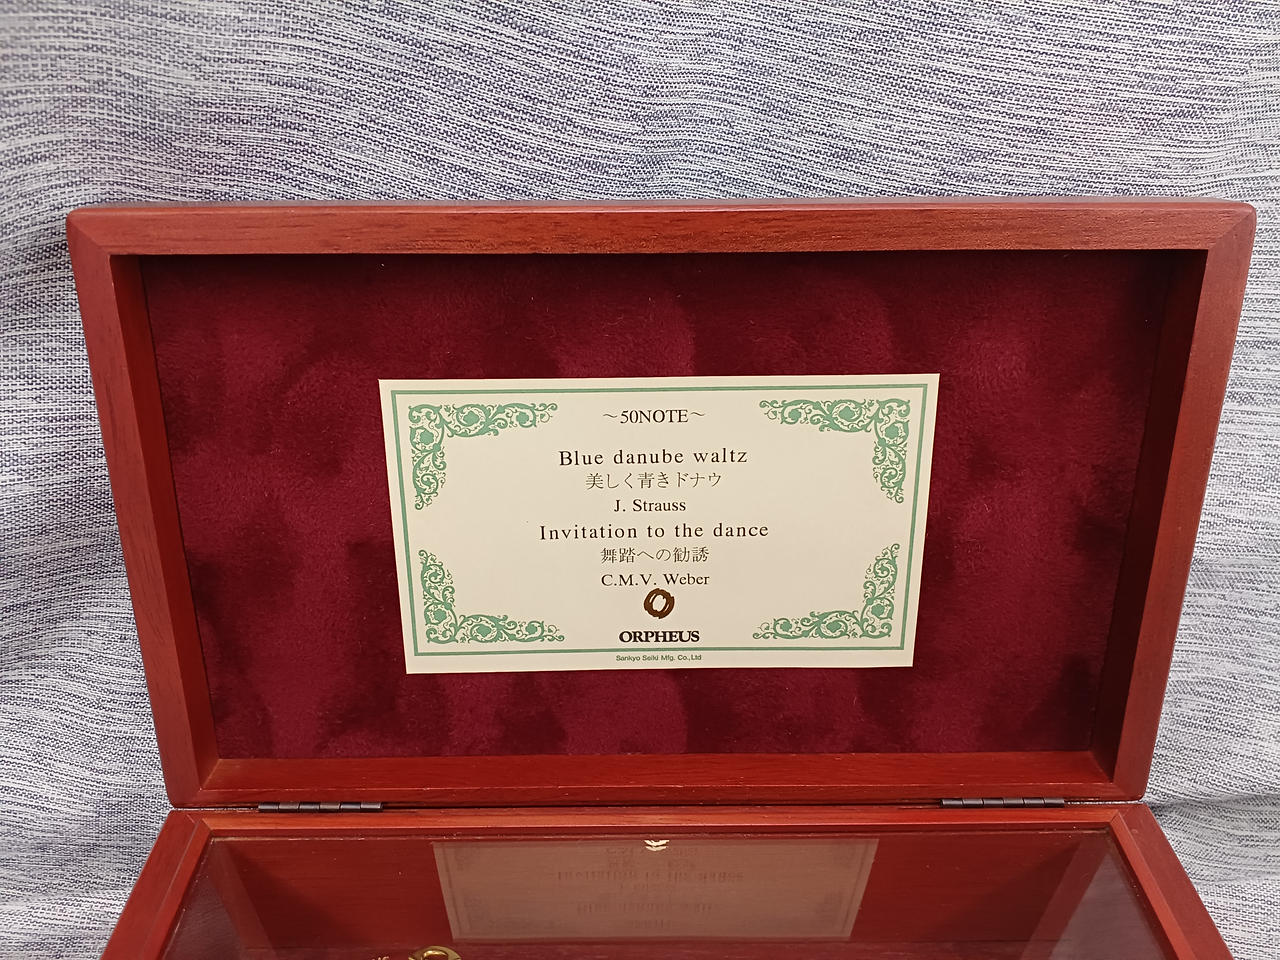 ～50NOTE～
Blue danube waltz
美しく青きドナウ
J. Strauss
Invitation to the dance
舞踏への勧誘
C.M.V. Weber
ORPHEUS
Sankyo Seiki Mfg. Co.,Ltd